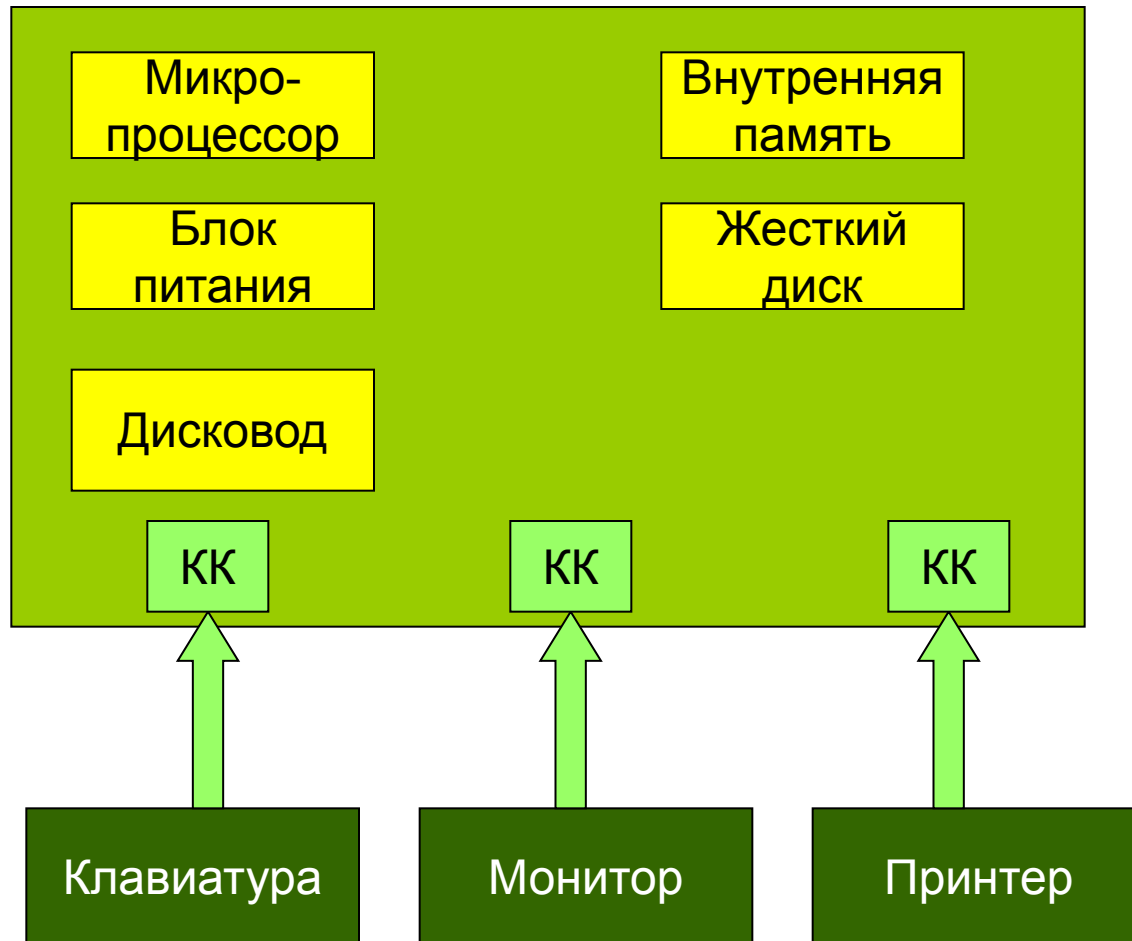 Микро-
процессор
Внутренняя
память
Блок
питания
Жесткий
диск
Дисковод
КК
КК
КК
Клавиатура
Монитор
Принтер